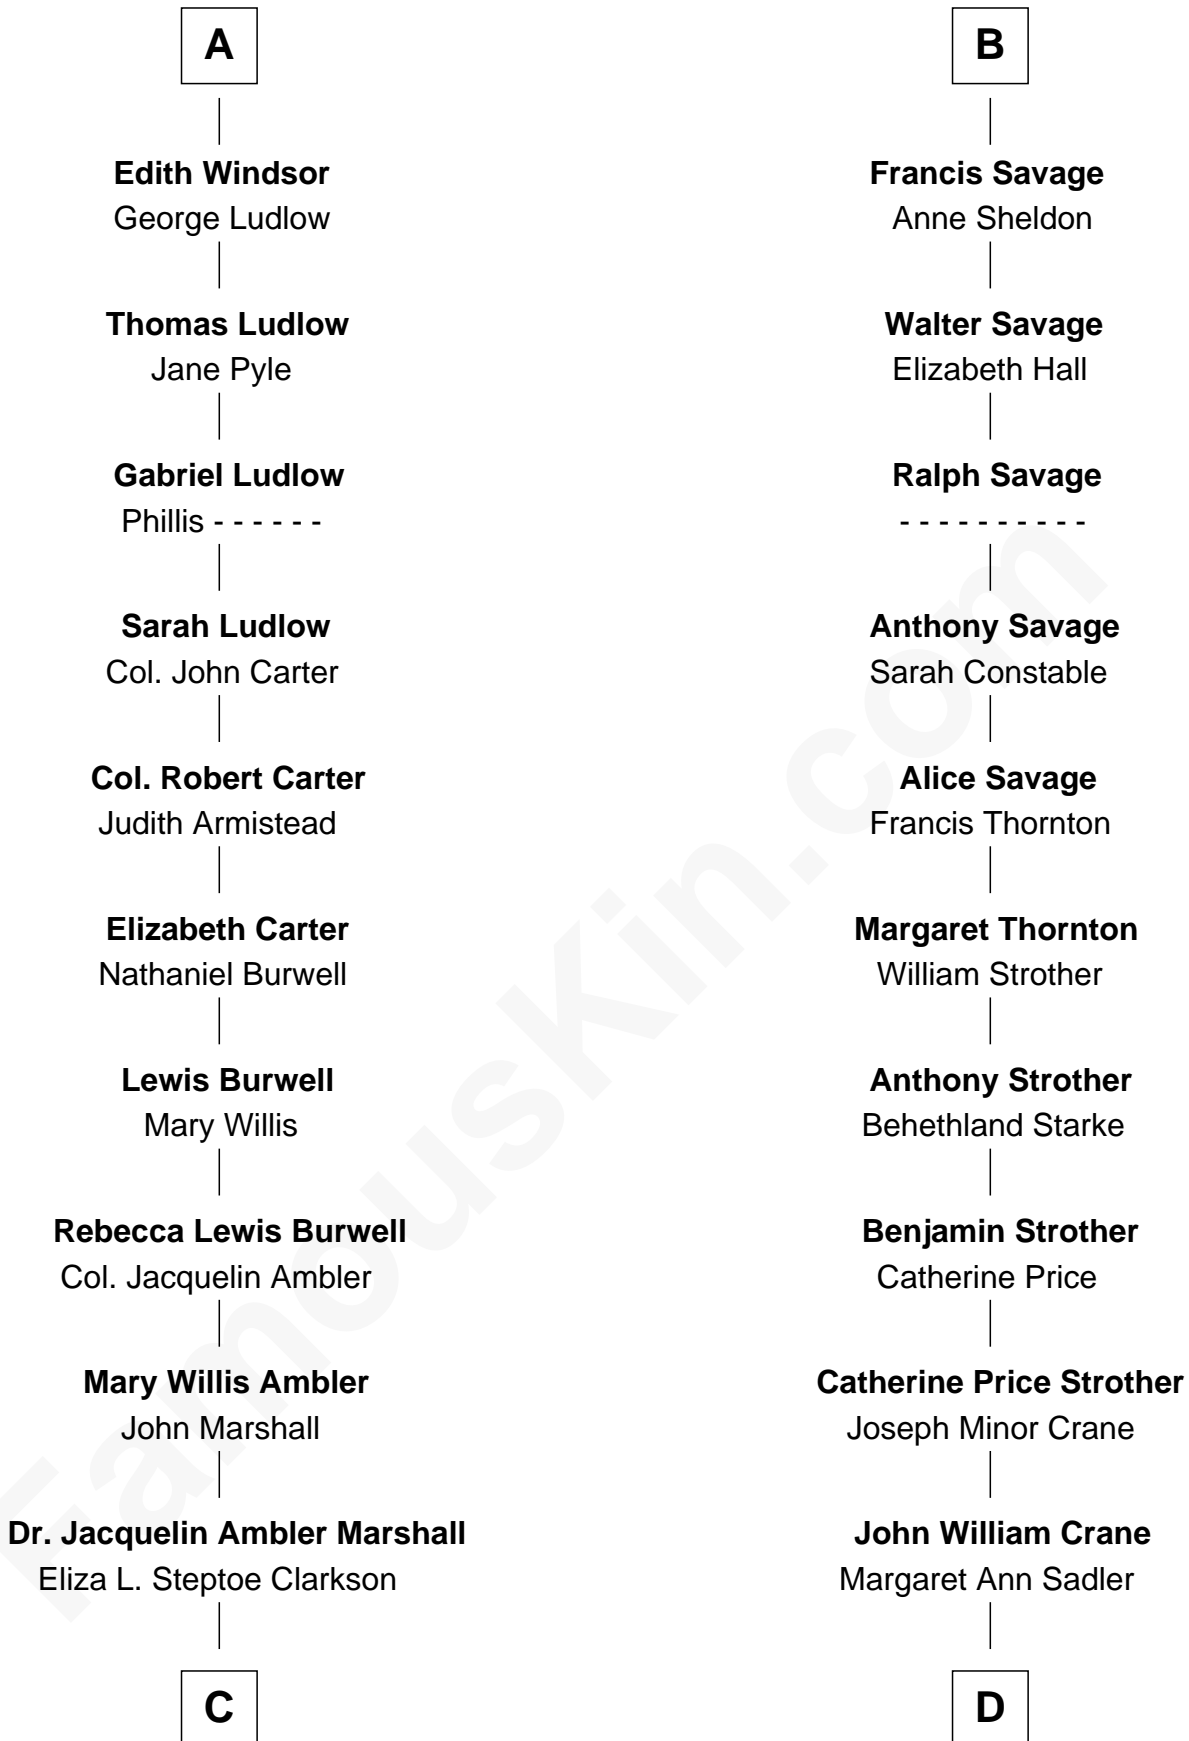 A
Edith Windsor
George Ludlow
Thomas Ludlow
Jane Pyle
Gabriel Ludlow
Phillis - - - - - -
Sarah Ludlow
Col. John Carter
Col. Robert Carter
Judith Armistead
Elizabeth Carter
Nathaniel Burwell
Lewis Burwell
Mary Willis
Rebecca Lewis Burwell
Col. Jacquelin Ambler
Mary Willis Ambler
John Marshall
Dr. Jacquelin Ambler Marshall
Eliza L. Steptoe Clarkson
C
B
Francis Savage
Anne Sheldon
Walter Savage
Elizabeth Hall
Ralph Savage
- - - - - - - - - -
Anthony Savage
Sarah Constable
Alice Savage
Francis Thornton
Margaret Thornton
William Strother
Anthony Strother
Behethland Starke
Benjamin Strother
Catherine Price
Catherine Price Strother
Joseph Minor Crane
John William Crane
Margaret Ann Sadler
D
FamousKin.com